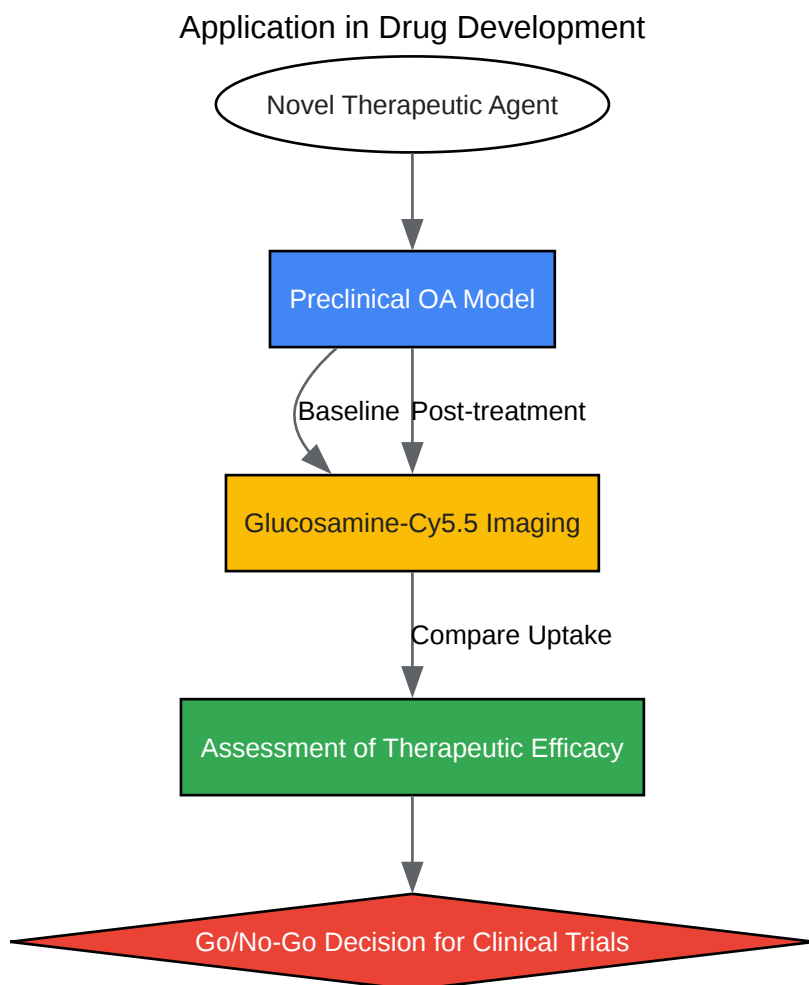 Application in Drug Development
Novel Therapeutic Agent
Preclinical OA Model
Baseline
Post-treatment
Glucosamine-Cy5.5 Imaging
Compare Uptake
Assessment of Therapeutic Efficacy
Go/No-Go Decision for Clinical Trials